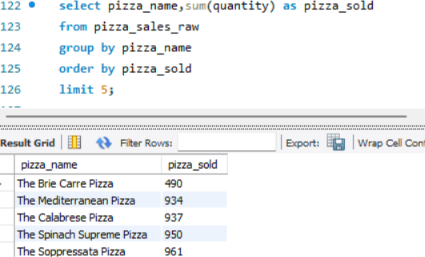 122 select pizza_name,sum(quantity) as pizza_sold
123 from pizza_sales_raw
124 group by pizza_name
125 order by pizza_sold
126 limit 5;
Result Grid Filter Rows: Export: Wrap Cell Cont
pizza_name pizza_sold
The Brie Carre Pizza 490
The Mediterranean Pizza 934
The Calabrese Pizza 937
The Spinach Supreme Pizza 950
The Soppressata Pizza 961